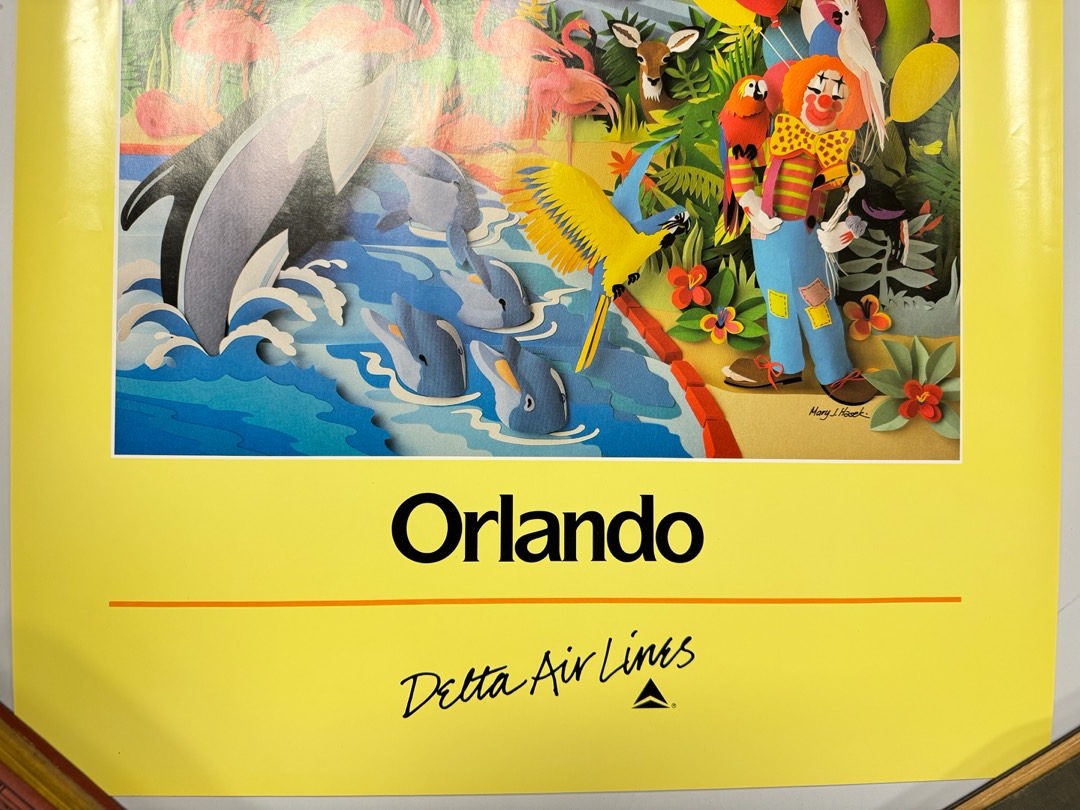 Mary J. Hasek
Orlando
Delta Air Lines
®